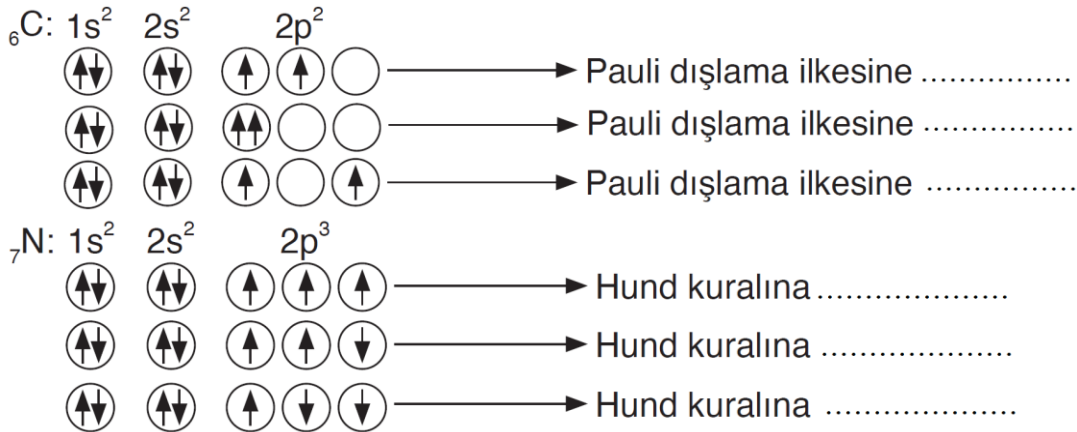 ₆C: 1s² 2s² 2p²
Pauli dışlama ilkesine ................
Pauli dışlama ilkesine ................
Pauli dışlama ilkesine ................
₇N: 1s² 2s² 2p³
Hund kuralına ....................
Hund kuralına ....................
Hund kuralına ....................